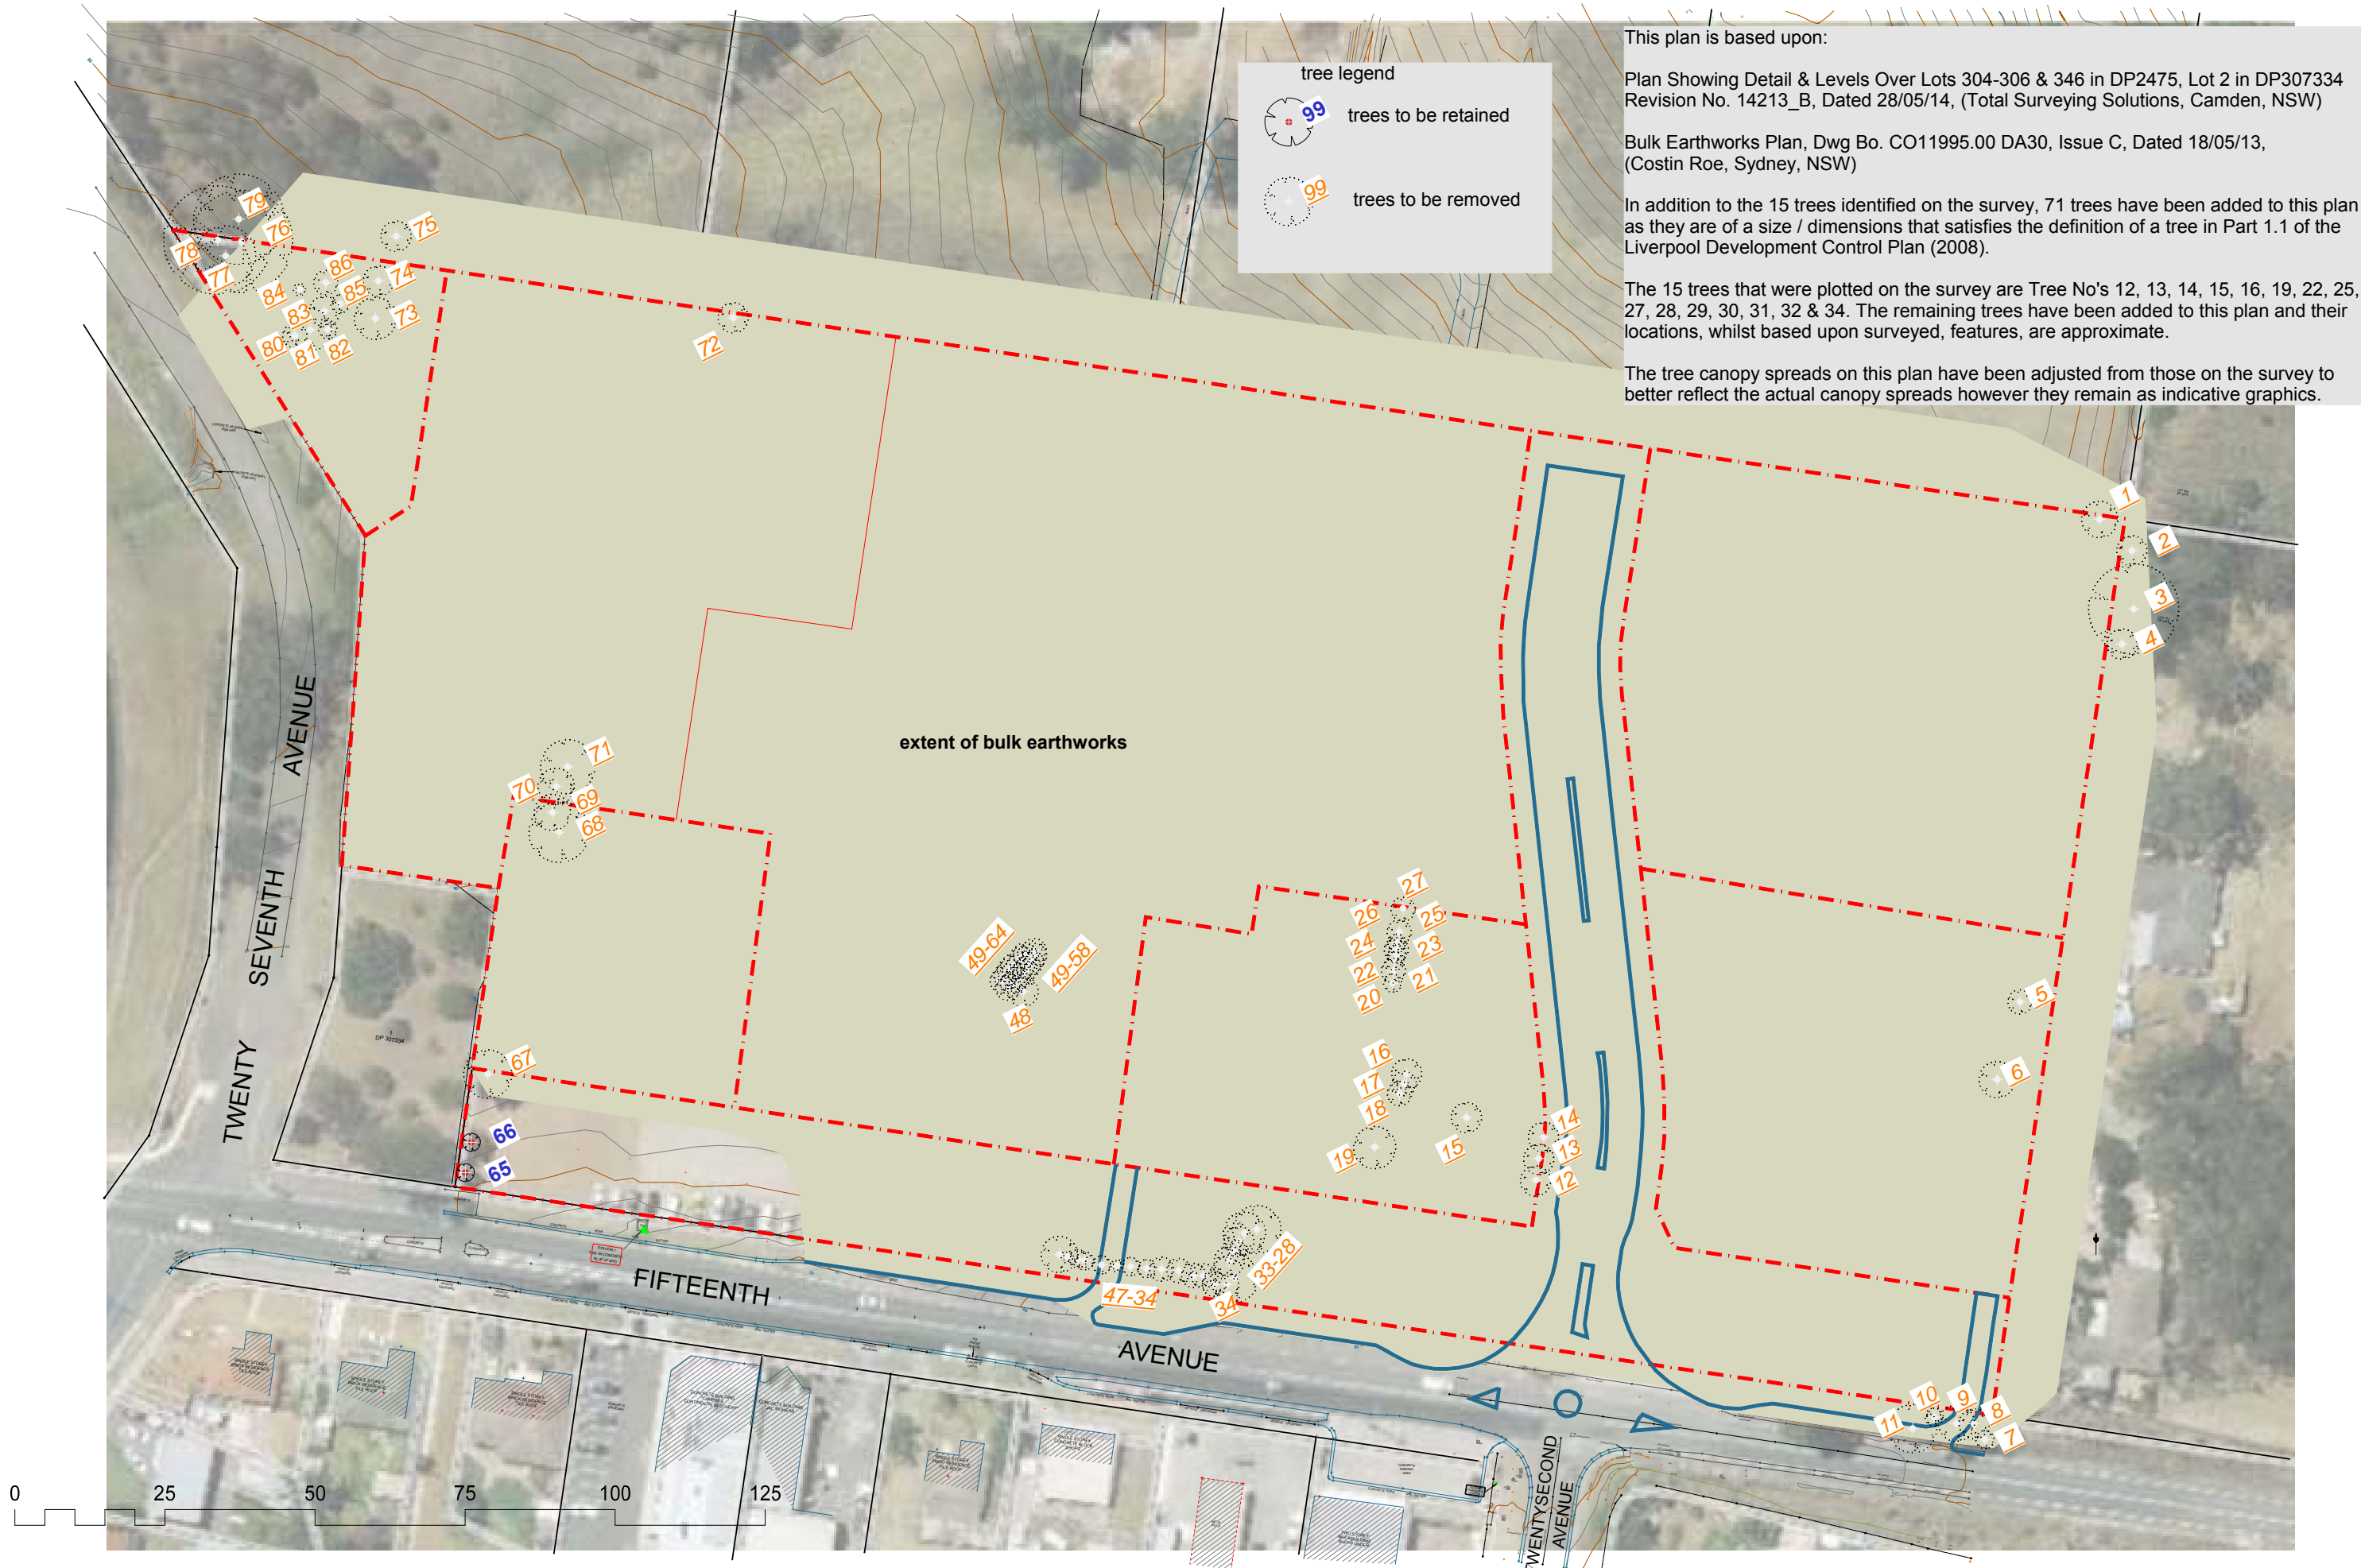 This plan is based upon:
Plan Showing Detail & Levels Over Lots 304-306 & 346 in DP2475, Lot 2 in DP307334
Revision No. 14213_B, Dated 28/05/14, (Total Surveying Solutions, Camden, NSW)
Bulk Earthworks Plan, Dwg Bo. CO11995.00 DA30, Issue C, Dated 18/05/13,
(Costin Roe, Sydney, NSW)
In addition to the 15 trees identified on the survey, 71 trees have been added to this plan
as they are of a size / dimensions that satisfies the definition of a tree in Part 1.1 of the
Liverpool Development Control Plan (2008).
The 15 trees that were plotted on the survey are Tree No's 12, 13, 14, 15, 16, 19, 22, 25,
27, 28, 29, 30, 31, 32 & 34. The remaining trees have been added to this plan and their
locations, whilst based upon surveyed, features, are approximate.
The tree canopy spreads on this plan have been adjusted from those on the survey to
better reflect the actual canopy spreads however they remain as indicative graphics.
tree legend
99
trees to be retained
99
trees to be removed
79
76
78
77
75
86
74
84
85
83
73
80
81
82
72
1
2
3
4
extent of bulk earthworks
71
70
69
68
27
26
25
24
23
22
21
20
49-64
49-58
48
5
6
16
17
18
19
15
14
13
12
67
66
65
1
DP 307334
TWENTY SEVENTH AVENUE
33-28
47-34
34
10
9
8
11
7
FIFTEENTH AVENUE
TWENTYSECOND
AVENUE
0 25 50 75 100 125